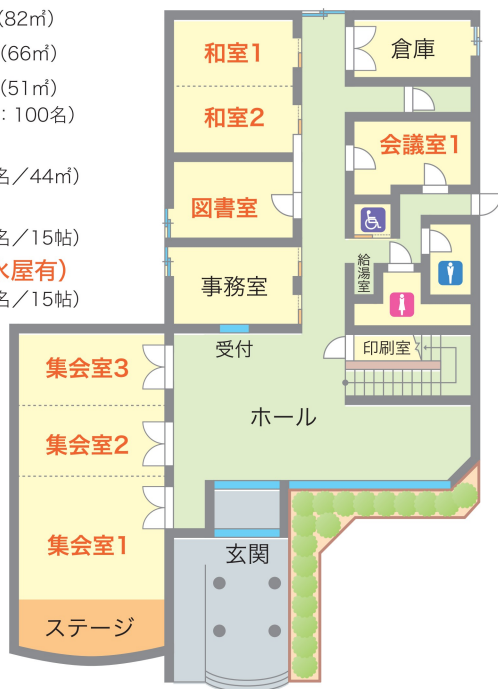 (82㎡)
(66㎡)
(51㎡)
：100名)
名／44㎡)
名／15帖)
水屋有)
名／15帖)
和室1
和室2
図書室
事務室
倉庫
会議室1
給湯室
印刷室
受付
ホール
集会室3
集会室2
集会室1
ステージ
玄関